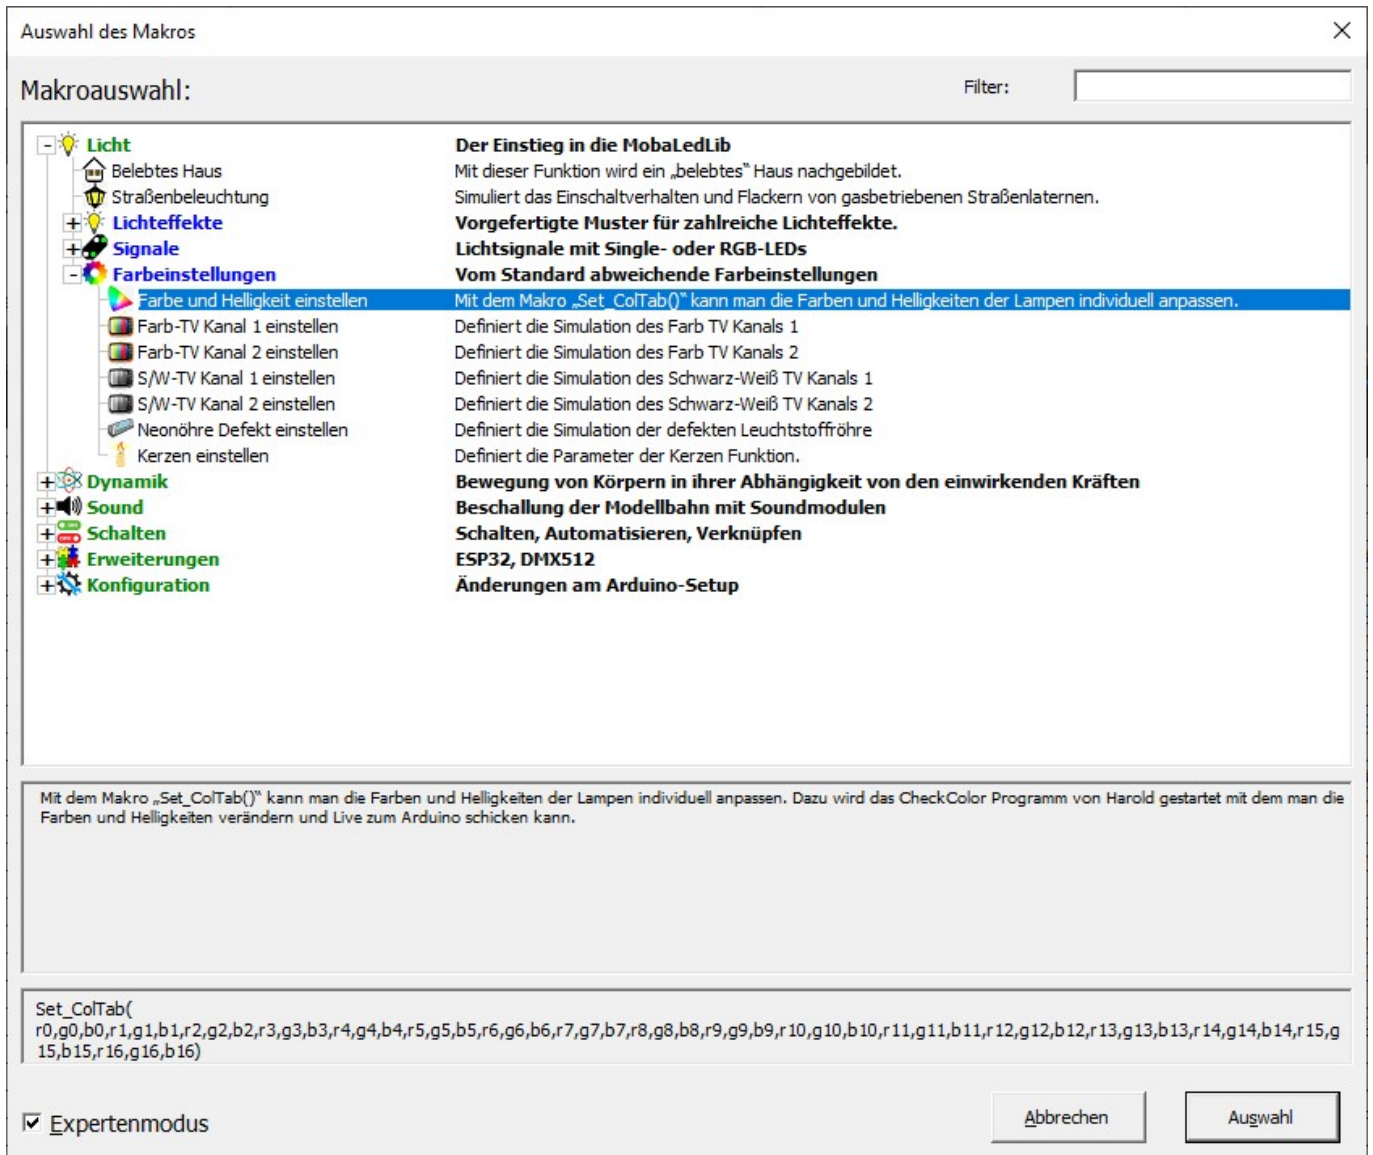 Auswahl des Makros
Makroauswahl:
Filter:
Licht Der Einstieg in die MobaLedLib
Belebtes Haus Mit dieser Funktion wird ein „belebtes“ Haus nachgebildet.
Straßenbeleuchtung Simuliert das Einschaltverhalten und Flackern von gasbetriebenen Straßenlaternen.
Lichteffekte Vorgefertigte Muster für zahlreiche Lichteffekte.
Signale Lichtsignale mit Single- oder RGB-LEDs
Farbeinstellungen Vom Standard abweichende Farbeinstellungen
Farbe und Helligkeit einstellen Mit dem Makro „Set_ColTab()“ kann man die Farben und Helligkeiten der Lampen individuell anpassen.
Farb-TV Kanal 1 einstellen Definiert die Simulation des Farb TV Kanals 1
Farb-TV Kanal 2 einstellen Definiert die Simulation des Farb TV Kanals 2
S/W-TV Kanal 1 einstellen Definiert die Simulation des Schwarz-Weiß TV Kanals 1
S/W-TV Kanal 2 einstellen Definiert die Simulation des Schwarz-Weiß TV Kanals 2
Neonöhre Defekt einstellen Definiert die Simulation der defekten Leuchtstoffröhre
Kerzen einstellen Definiert die Parameter der Kerzen Funktion.
Dynamik Bewegung von Körpern in ihrer Abhängigkeit von den einwirkenden Kräften
Sound Beschallung der Modellbahn mit Soundmodulen
Schalten Schalten, Automatisieren, Verknüpfen
Erweiterungen ESP32, DMX512
Konfiguration Änderungen am Arduino-Setup
Mit dem Makro „Set_ColTab()“ kann man die Farben und Helligkeiten der Lampen individuell anpassen. Dazu wird das CheckColor Programm von Harold gestartet mit dem man die
Farben und Helligkeiten verändern und Live zum Arduino schicken kann.
Set_ColTab(
r0,g0,b0,r1,g1,b1,r2,g2,b2,r3,g3,b3,r4,g4,b4,r5,g5,b5,r6,g6,b6,r7,g7,b7,r8,g8,b8,r9,g9,b9,r10,g10,b10,r11,g11,b11,r12,g12,b12,r13,g13,b13,r14,g14,b14,r15,g
15,b15,r16,g16,b16)
Expertenmodus
Abbrechen
Auswahl